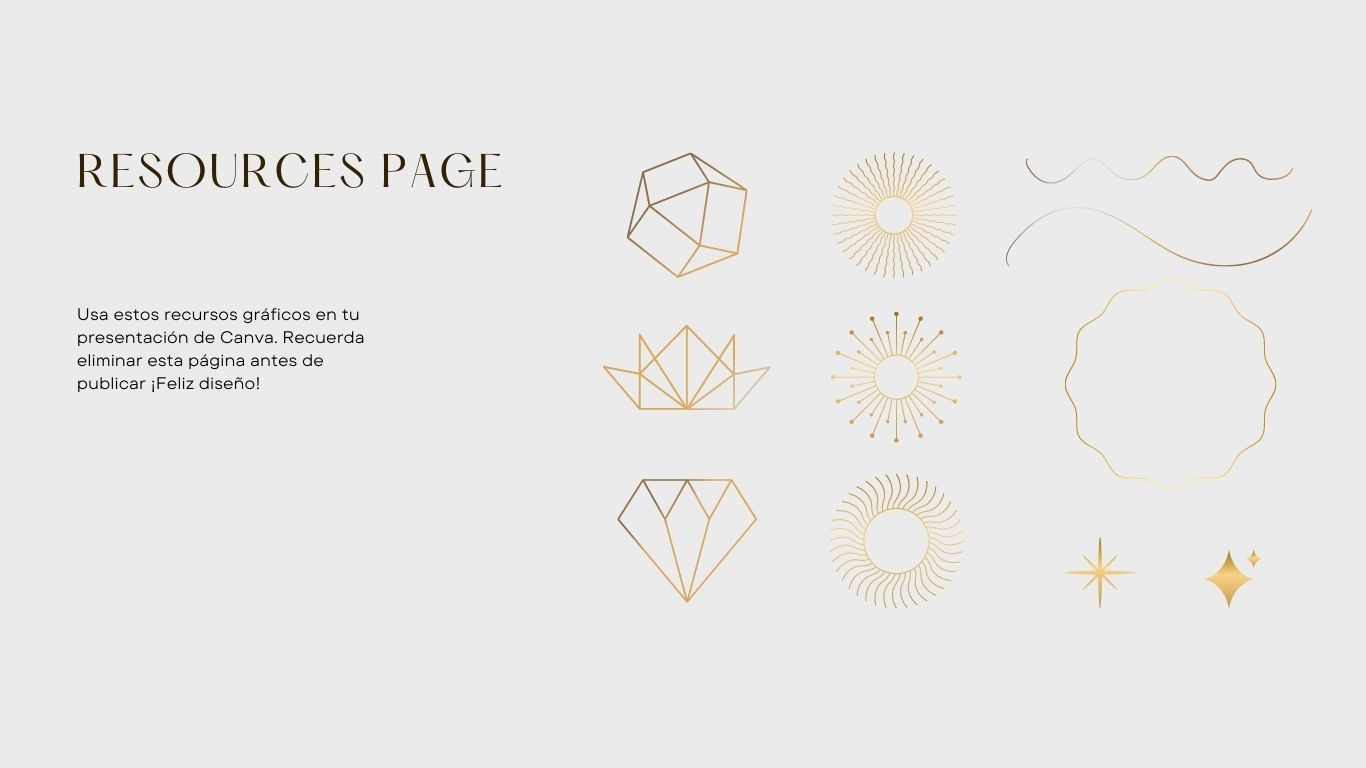 RESOURCES PAGE
Usa estos recursos gráficos en tu
presentación de Canva. Recuerda
eliminar esta página antes de
publicar ¡Feliz diseño!